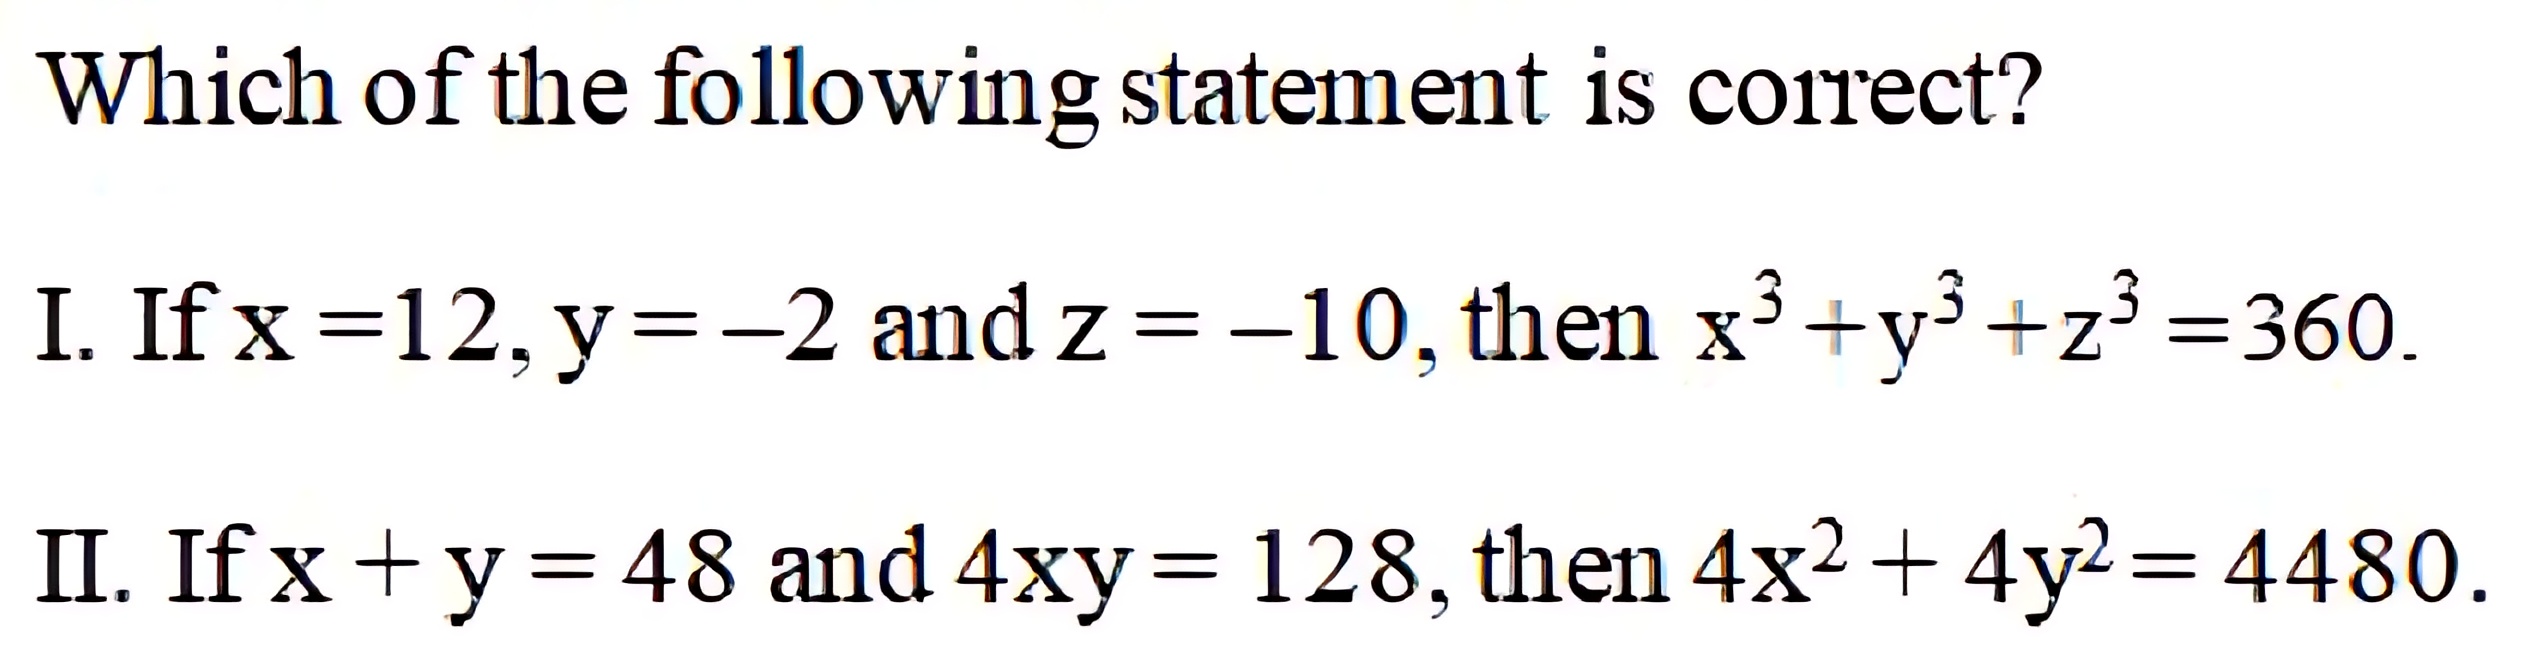 Which of the following statement is correct?
I. If x =12, y = –2 and z = –10, then x³ +y³ +z³ =360.
II. If x + y = 48 and 4xy = 128, then 4x² + 4y² = 4480.